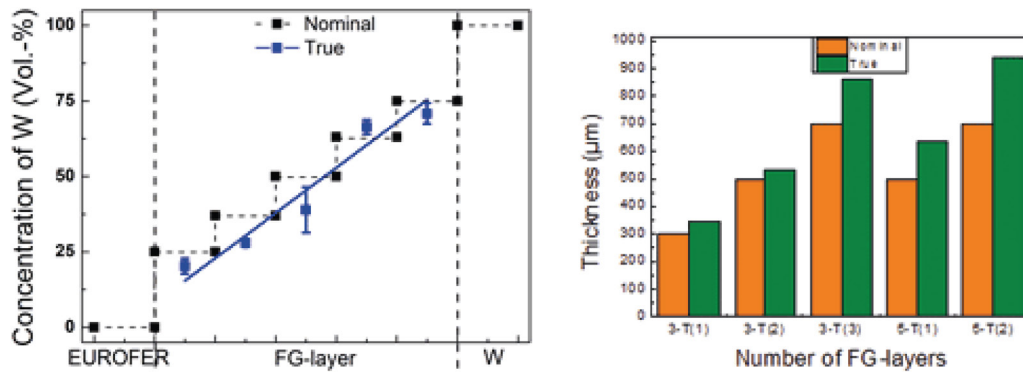 Concentration of W (Vol.-%)
100
75
50
25
0
Nominal
True
EUROFER
FG-layer
W
Thickness (µm)
1000
900
800
700
600
500
400
300
200
100
0
Nominal
True
3-T(1)
3-T(2)
3-T(3)
5-T(1)
5-T(2)
Number of FG-layers